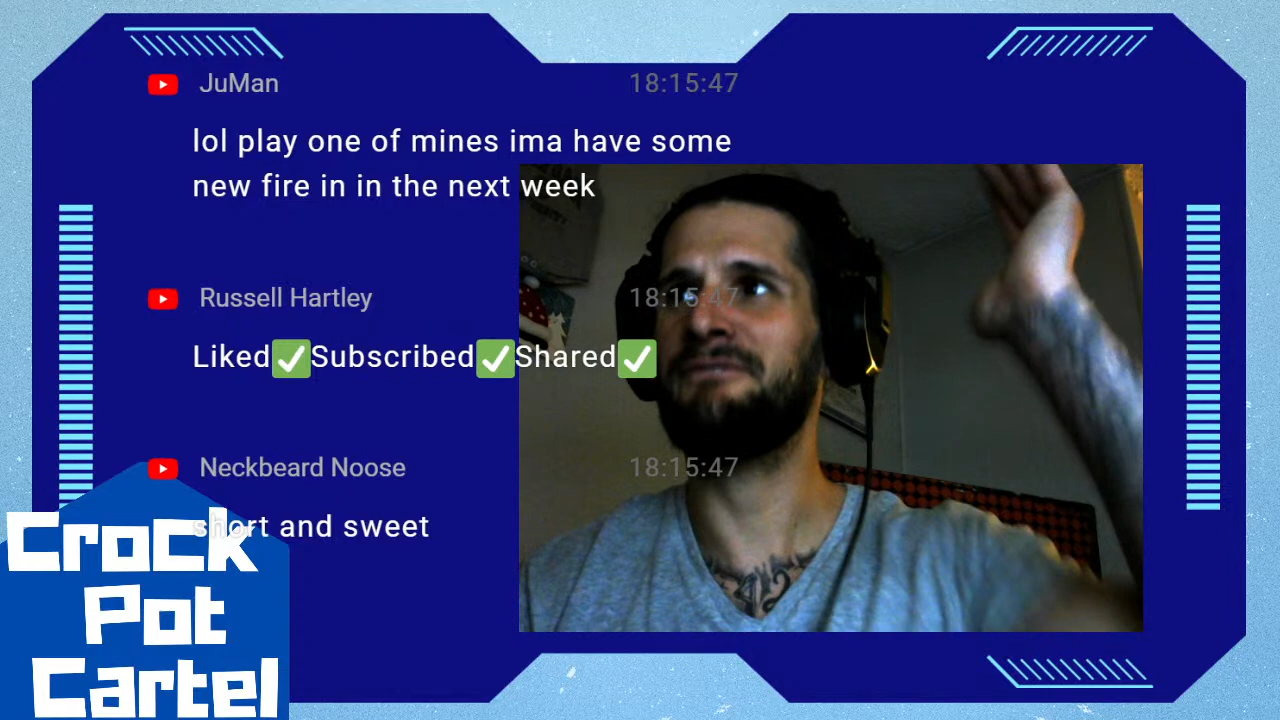 JuMan 18:15:47
lol play one of mines ima have some
new fire in in the next week
Russell Hartley 18:15:47
Liked✅Subscribed✅Shared✅
Neckbeard Noose 18:15:47
short and sweet
Crock
Pot
Cartel